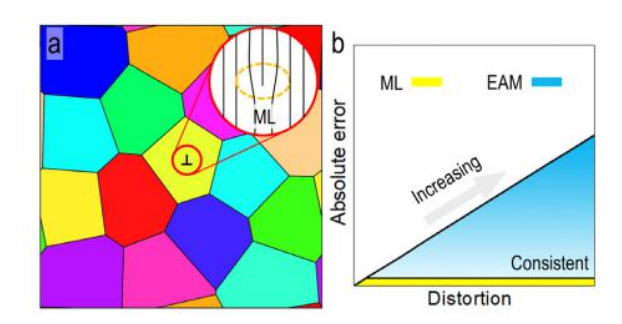 a
⊥
ML
b
ML
EAM
Absolute error
Increasing
Consistent
Distortion